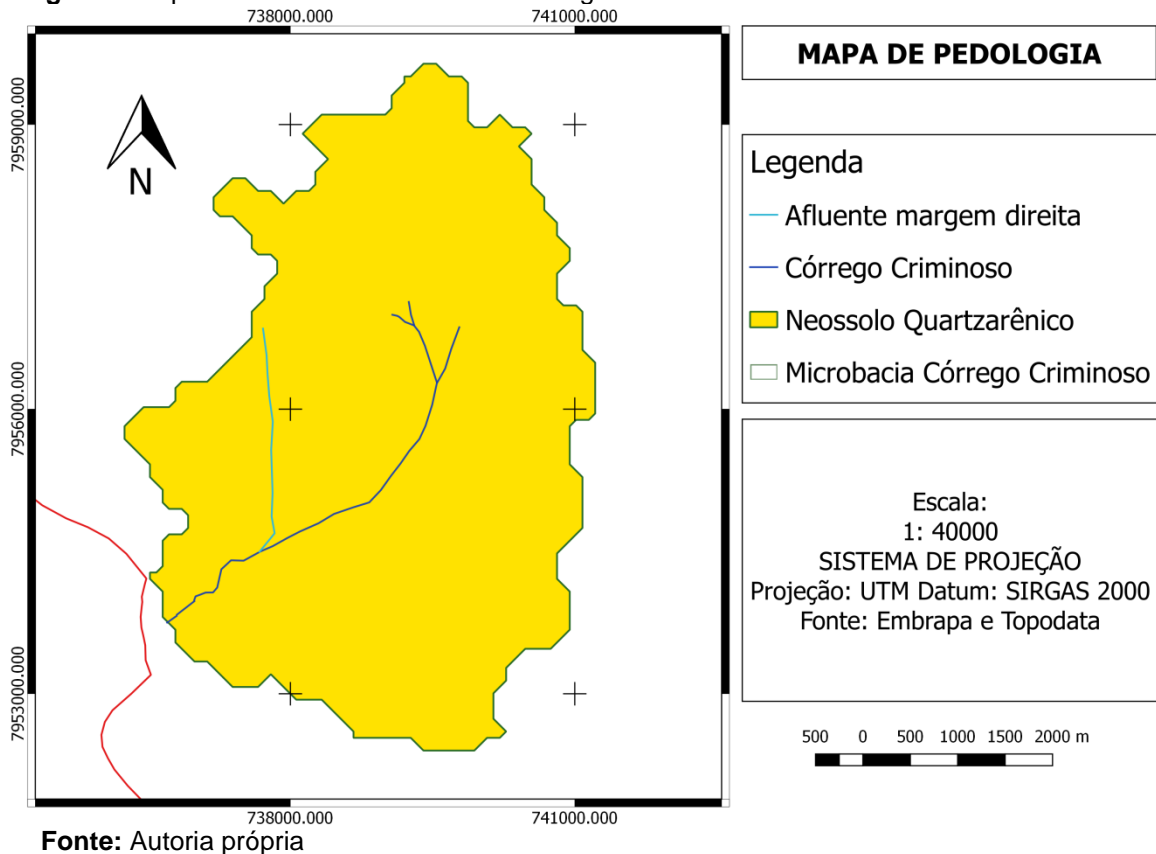 738000.000
741000.000
7959000.000
7956000.000
7953000.000
N
738000.000
741000.000
MAPA DE PEDOLOGIA
Legenda
Afluente margem direita
Córrego Criminoso
Neossolo Quartzarênico
Microbacia Córrego Criminoso
Escala:
1: 40000
SISTEMA DE PROJEÇÃO
Projeção: UTM Datum: SIRGAS 2000
Fonte: Embrapa e Topodata
500 0 500 1000 1500 2000 m
Fonte: Autoria própria